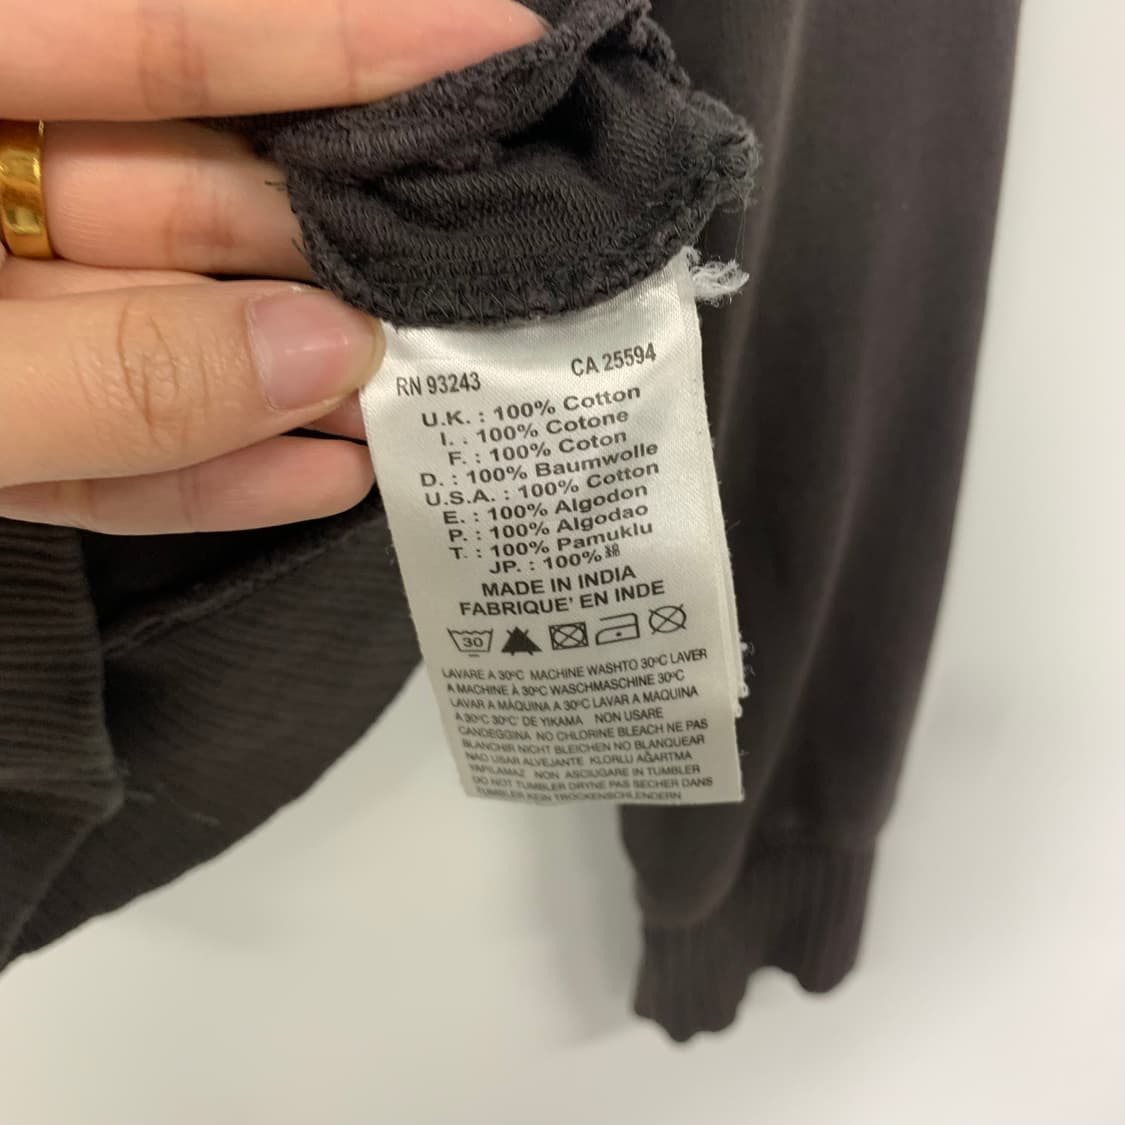 RN 93243 CA 25594
U.K. : 100% Cotton
I. . 100% Cotone
F. : 100% Coton
D. : 100% Baumwolle
U.S.A. : 100% Cotton
E. : 100% Algodon
P. : 100% Algodao
T. : 100% Pamuklu
JP. : 100%
MADE IN INDIA
FABRIQUE' EN INDE
30
LAVARE A 30ºC MACHINE WASHTO 30ºC LAVER
A MACHINE À 30ºC WASCHMASCHINE 30ºC
LAVAR A MÁQUINA A 30ºC LAVAR A MAQUINA
A 30ºC 30ºC' DE YIKAMA NON USARE
CANDEGGINA NO CHLORINE BLEACH NE PAS
BLANCHIR NICHT BLEICHEN NO BLANQUEAR
NAO USAR ALVEJANTE KLORLU AĞARTMA
YAPILAMAZ NON ASCIUGARE IN TUMBLER
DO NOT TUMBLER DRYNE PAS SECHER DANS
TUMBLER KEIN TROCKENSCHLENDERN